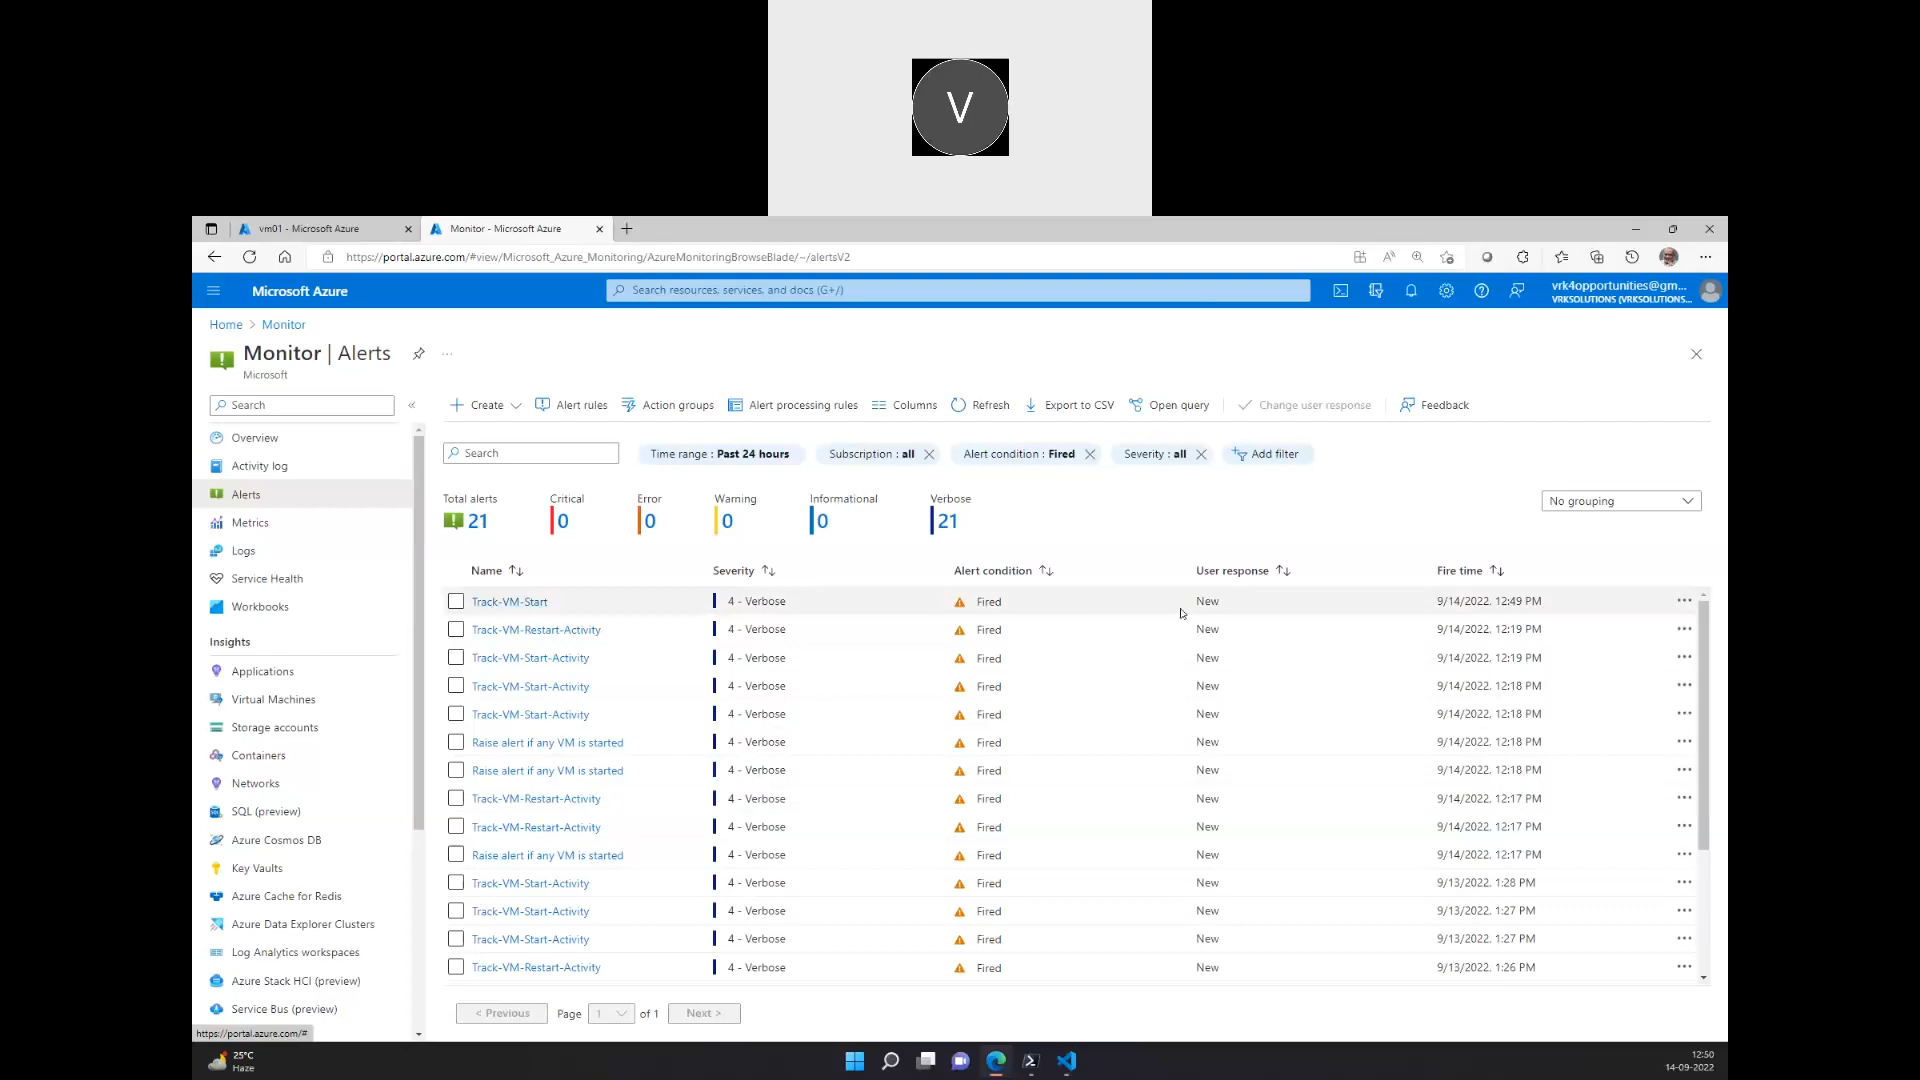 V
vm01 - Microsoft Azure
Monitor - Microsoft Azure
https://portal.azure.com/#view/Microsoft_Azure_Monitoring/AzureMonitoringBrowseBlade/~/alertsV2
Microsoft Azure
Search resources, services, and docs (G+/)
vrk4opportunities@gm...
VRKSOLUTIONS (VRKSOLUTIONS...
Home > Monitor
Monitor | Alerts
...
Microsoft
Search
«
Overview
Activity log
Alerts
Metrics
Logs
Service Health
Workbooks
Insights
Applications
Virtual Machines
Storage accounts
Containers
Networks
SQL (preview)
Azure Cosmos DB
Key Vaults
Azure Cache for Redis
Azure Data Explorer Clusters
Log Analytics workspaces
Azure Stack HCI (preview)
Service Bus (preview)
https://portal.azure.com/#
Create Alert rules Action groups Alert processing rules Columns Refresh Export to CSV Open query Change user response Feedback
Search
Time range : Past 24 hours
Subscription : all
Alert condition : Fired
Severity : all
Add filter
Total alerts Critical Error Warning Informational Verbose
21 0 0 0 0 21
No grouping
Name Severity Alert condition User response Fire time
Track-VM-Start 4 - Verbose Fired New 9/14/2022, 12:49 PM
Track-VM-Restart-Activity 4 - Verbose Fired New 9/14/2022, 12:19 PM
Track-VM-Start-Activity 4 - Verbose Fired New 9/14/2022, 12:19 PM
Track-VM-Start-Activity 4 - Verbose Fired New 9/14/2022, 12:18 PM
Track-VM-Start-Activity 4 - Verbose Fired New 9/14/2022, 12:18 PM
Raise alert if any VM is started 4 - Verbose Fired New 9/14/2022, 12:18 PM
Raise alert if any VM is started 4 - Verbose Fired New 9/14/2022, 12:18 PM
Track-VM-Restart-Activity 4 - Verbose Fired New 9/14/2022, 12:17 PM
Track-VM-Restart-Activity 4 - Verbose Fired New 9/14/2022, 12:17 PM
Raise alert if any VM is started 4 - Verbose Fired New 9/14/2022, 12:17 PM
Track-VM-Start-Activity 4 - Verbose Fired New 9/13/2022, 1:28 PM
Track-VM-Start-Activity 4 - Verbose Fired New 9/13/2022, 1:27 PM
Track-VM-Start-Activity 4 - Verbose Fired New 9/13/2022, 1:27 PM
Track-VM-Restart-Activity 4 - Verbose Fired New 9/13/2022, 1:26 PM
< Previous Page 1 of 1 Next >
25°C
Haze
12:50
14-09-2022